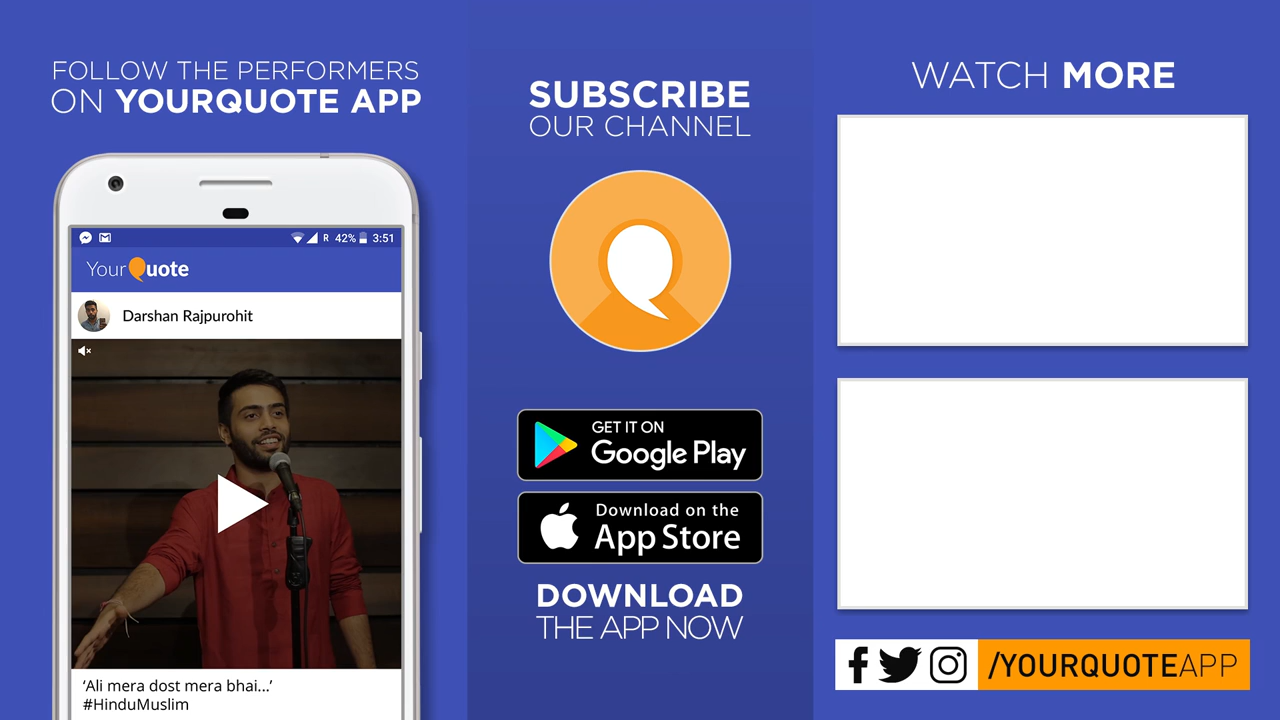 FOLLOW THE PERFORMERS
ON YOURQUOTE APP
R 42% 3:51
YourQuote
Darshan Rajpurohit
‘Ali mera dost mera bhai...’
#HinduMuslim
SUBSCRIBE
OUR CHANNEL
GET IT ON
Google Play
Download on the
App Store
DOWNLOAD
THE APP NOW
WATCH MORE
/YOURQUOTEAPP